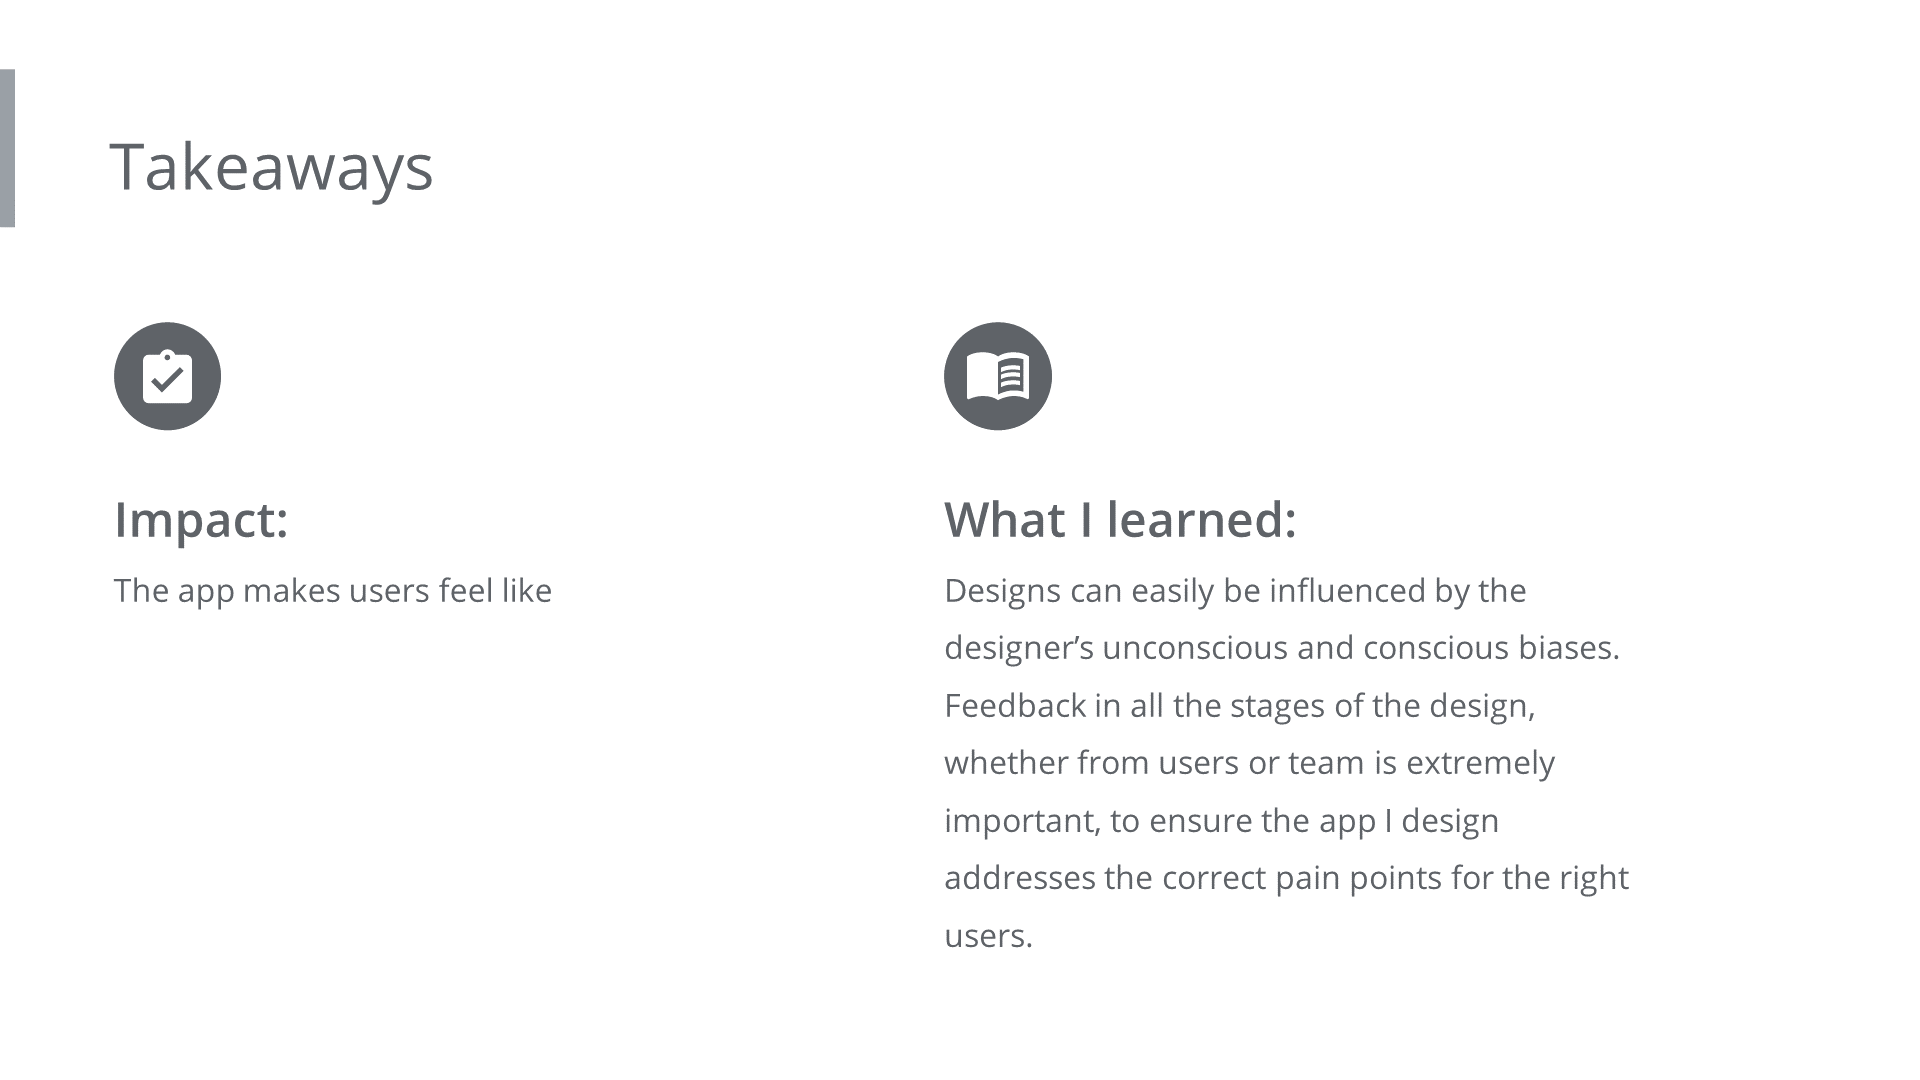 Takeaways
Impact:
The app makes users feel like
What I learned:
Designs can easily be influenced by the
designer’s unconscious and conscious biases.
Feedback in all the stages of the design,
whether from users or team is extremely
important, to ensure the app I design
addresses the correct pain points for the right
users.